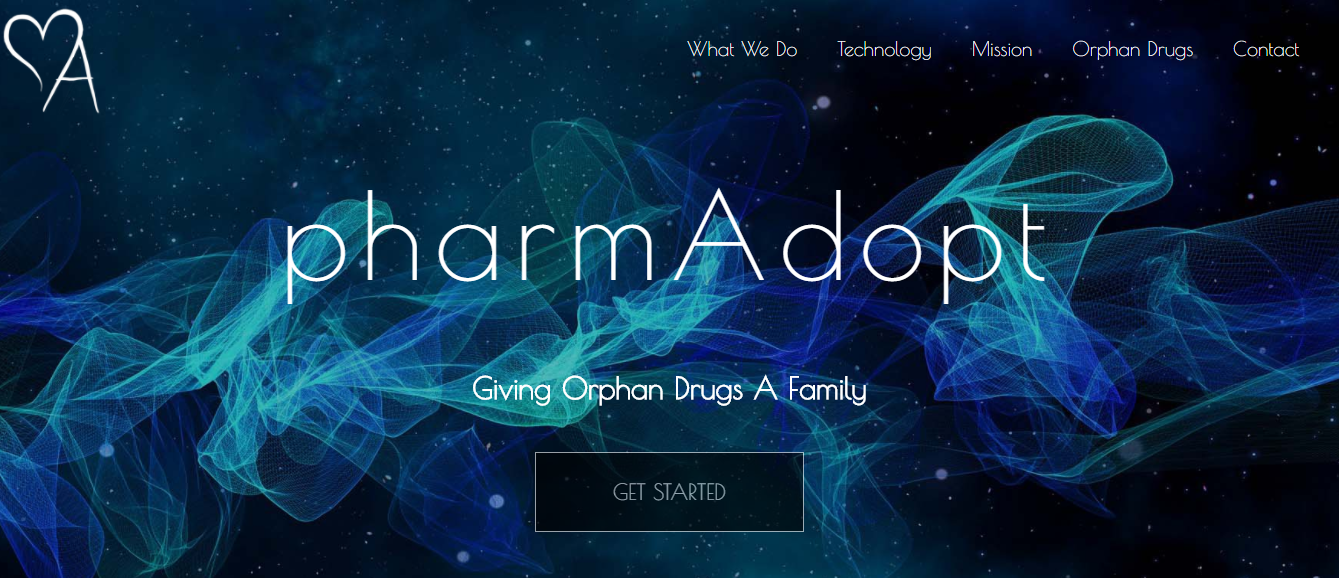 A
What We Do Technology Mission Orphan Drugs Contact
pharmAdopt
Giving Orphan Drugs A Family
GET STARTED